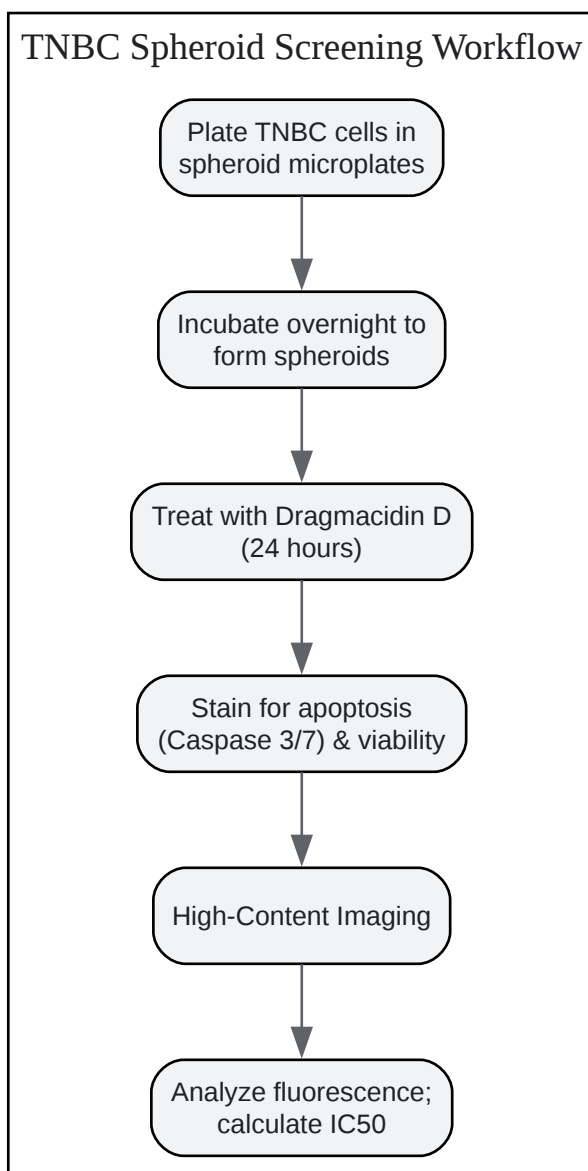 TNBC Spheroid Screening Workflow
Plate TNBC cells in
spheroid microplates
Incubate overnight to
form spheroids
Treat with Dragmacidin D
(24 hours)
Stain for apoptosis
(Caspase 3/7) & viability
High-Content Imaging
Analyze fluorescence;
calculate IC50